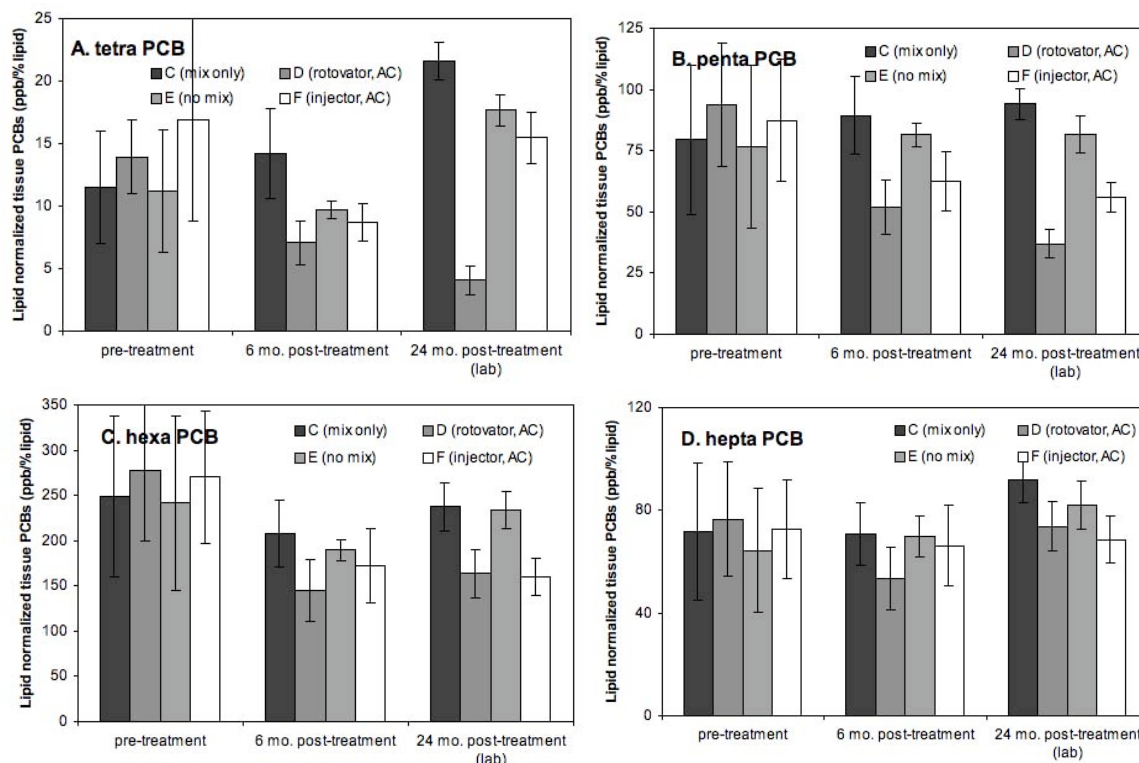 A. tetra PCB
C (mix only)
D (rotovator, AC)
E (no mix)
F (injector, AC)
Lipid normalized tissue PCBs (ppb/% lipid)
25
20
15
10
5
0
pre-treatment
6 mo. post-treatment
24 mo. post-treatment
(lab)
B. penta PCB
C (mix only)
D (rotovator, AC)
E (no mix)
F (injector, AC)
Lipid normalized tissue PCBs (ppb/% lipid)
125
100
75
50
25
0
pre-treatment
6 mo. post-treatment
24 mo. post-treatment
(lab)
C. hexa PCB
C (mix only)
D (rotovator, AC)
E (no mix)
F (injector, AC)
Lipid normalized tissue PCBs (ppb/% lipid)
350
300
250
200
150
100
50
0
pre-treatment
6 mo. post-treatment
24 mo. post-treatment
(lab)
D. hepta PCB
C (mix only)
D (rotovator, AC)
E (no mix)
F (injector, AC)
Lipid normalized tissue PCBs (ppb/% lipid)
120
80
40
0
pre-treatment
6 mo. post-treatment
24 mo. post-treatment
(lab)